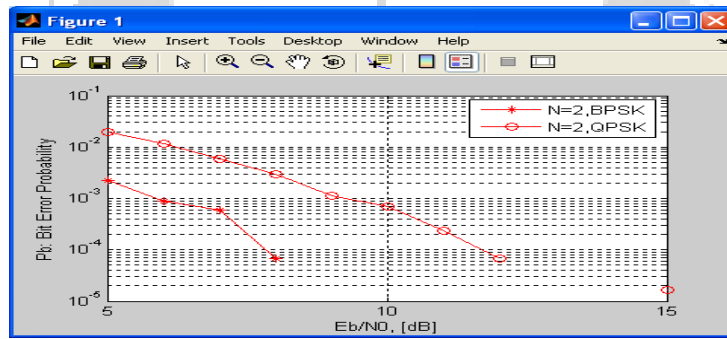 Figure 1
File Edit View Insert Tools Desktop Window Help
N=2,BPSK
N=2,QPSK
10^-1
10^-2
10^-3
10^-4
10^-5
Pb: Bit Error Probability
5 10 15
Eb/N0, [dB]